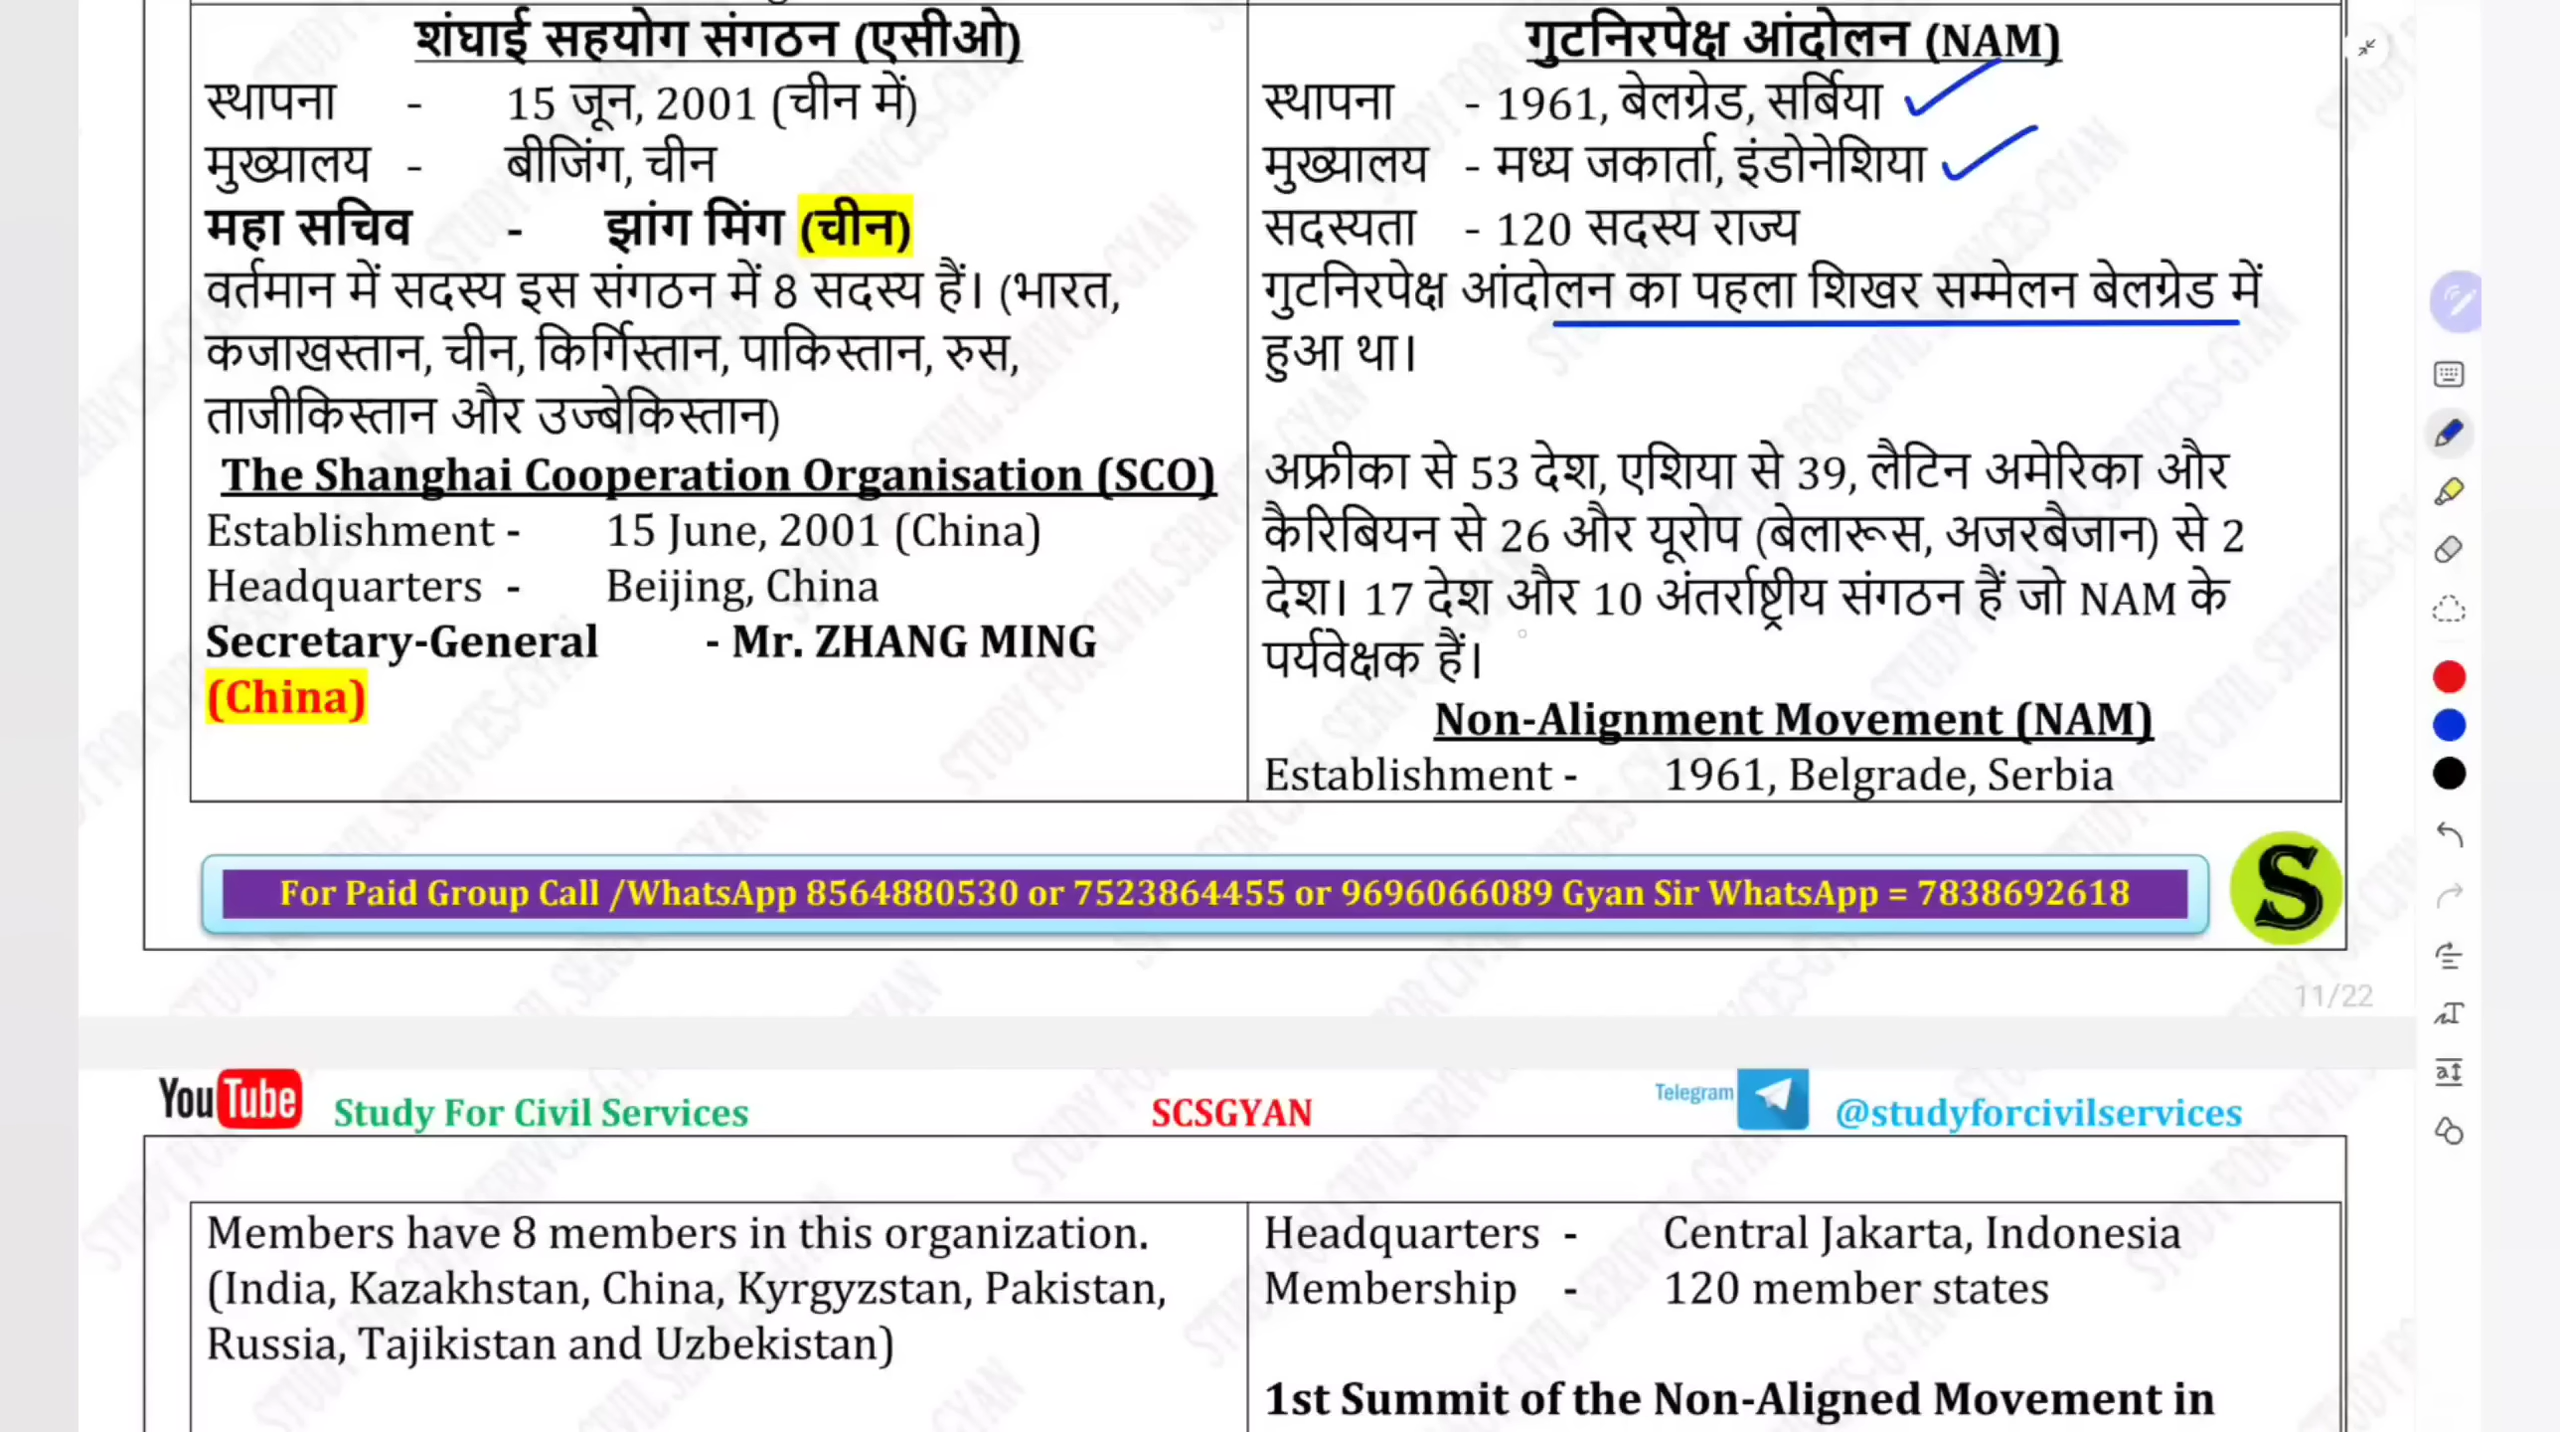 शंघाई सहयोग संगठन (एसीओ)
स्थापना - 15 जून, 2001 (चीन में)
मुख्यालय - बीजिंग, चीन
महा सचिव - झांग मिंग (चीन)
वर्तमान में सदस्य इस संगठन में 8 सदस्य हैं। (भारत,
कजाखस्तान, चीन, किर्गिस्तान, पाकिस्तान, रुस,
ताजीकिस्तान और उज्बेकिस्तान)
The Shanghai Cooperation Organisation (SCO)
Establishment - 15 June, 2001 (China)
Headquarters - Beijing, China
Secretary-General - Mr. ZHANG MING
(China)
गुटनिरपेक्ष आंदोलन (NAM)
स्थापना - 1961, बेलग्रेड, सर्बिया
मुख्यालय - मध्य जकार्ता, इंडोनेशिया
सदस्यता - 120 सदस्य राज्य
गुटनिरपेक्ष आंदोलन का पहला शिखर सम्मेलन बेलग्रेड में
हुआ था।
अफ्रीका से 53 देश, एशिया से 39, लैटिन अमेरिका और
कैरिबियन से 26 और यूरोप (बेलारूस, अजरबैजान) से 2
देश। 17 देश और 10 अंतर्राष्ट्रीय संगठन हैं जो NAM के
पर्यवेक्षक हैं।
Non-Alignment Movement (NAM)
Establishment - 1961, Belgrade, Serbia
For Paid Group Call /WhatsApp 8564880530 or 7523864455 or 9696066089 Gyan Sir WhatsApp = 7838692618
S
11/22
YouTube Study For Civil Services SCSGYAN Telegram @studyforcivilservices
Members have 8 members in this organization.
(India, Kazakhstan, China, Kyrgyzstan, Pakistan,
Russia, Tajikistan and Uzbekistan)
Headquarters - Central Jakarta, Indonesia
Membership - 120 member states
1st Summit of the Non-Aligned Movement in